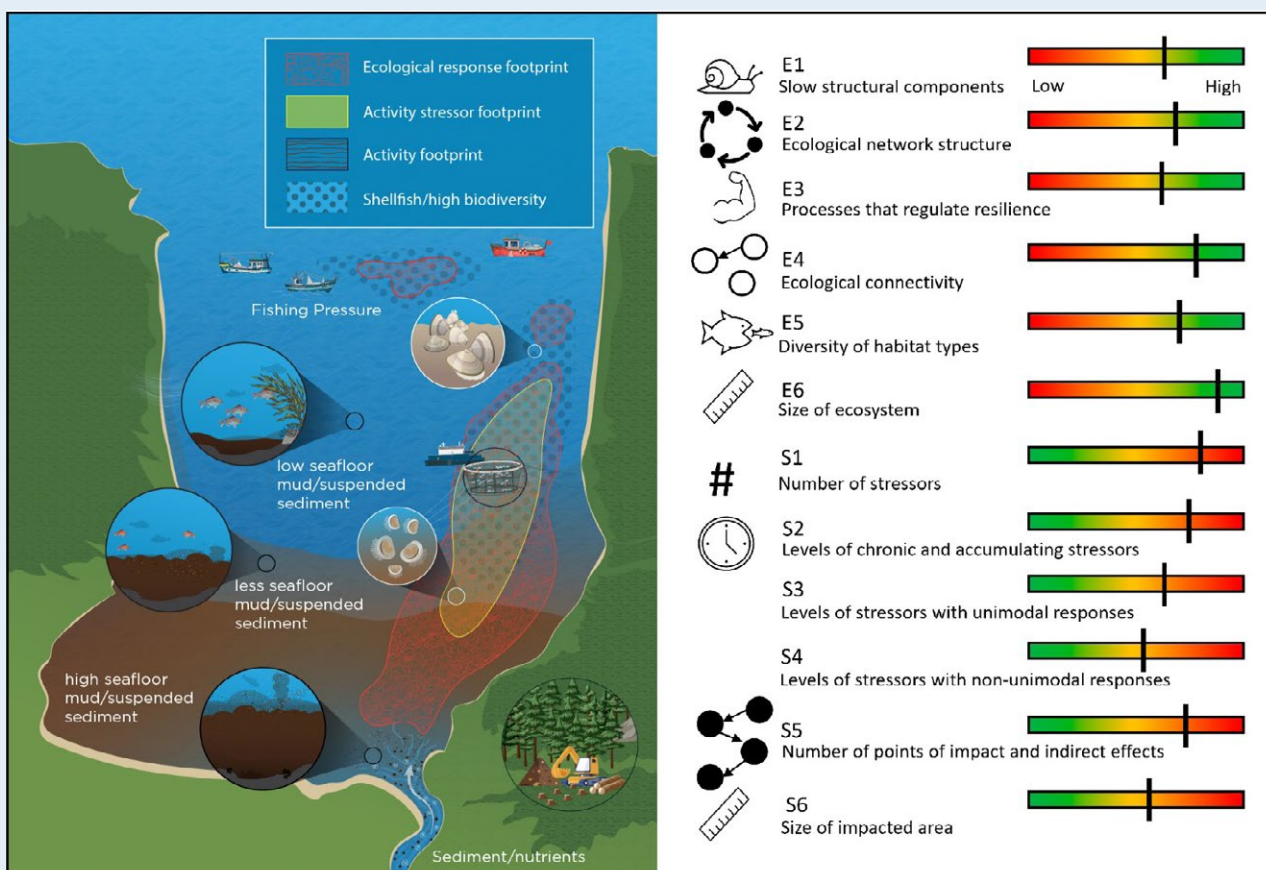 Ecological response footprint
Activity stressor footprint
Activity footprint
Shellfish/high biodiversity
Fishing Pressure
low seafloor
mud/suspended
sediment
less seafloor
mud/suspended
sediment
high seafloor
mud/suspended
sediment
Sediment/nutrients
E1
Slow structural components
Low
High
E2
Ecological network structure
E3
Processes that regulate resilience
E4
Ecological connectivity
E5
Diversity of habitat types
E6
Size of ecosystem
#
S1
Number of stressors
S2
Levels of chronic and accumulating stressors
S3
Levels of stressors with unimodal responses
S4
Levels of stressors with non-unimodal responses
S5
Number of points of impact and indirect effects
S6
Size of impacted area